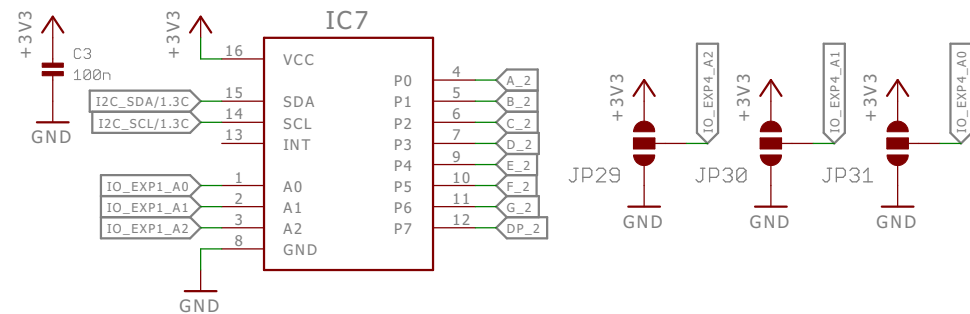 IC7
+3V3
C3
100n
GND
+3V3
16 VCC
I2C_SDA/1.3C 15 SDA
I2C_SCL/1.3C 14 SCL
13 INT
IO_EXP1_A0 1 A0
IO_EXP1_A1 2 A1
IO_EXP1_A2 3 A2
8 GND
GND
P0 4 A_2
P1 5 B_2
P2 6 C_2
P3 7 D_2
P4 9 E_2
P5 10 F_2
P6 11 G_2
P7 12 DP_2
+3V3
IO_EXP4_A2
JP29
GND
+3V3
IO_EXP4_A1
JP30
GND
+3V3
IO_EXP4_A0
JP31
GND